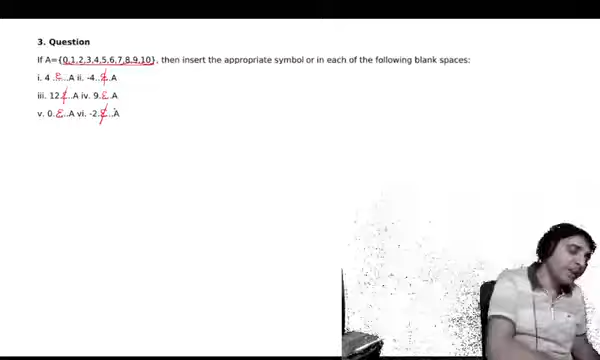 3. Question
If A={0,1,2,3,4,5,6,7,8,9,10}, then insert the appropriate symbol or in each of the following blank spaces:
i. 4 .∈..A ii. -4..∉.A
iii. 12.∉..A iv. 9.∈.A
v. 0.∈..A vi. -2.∉..A